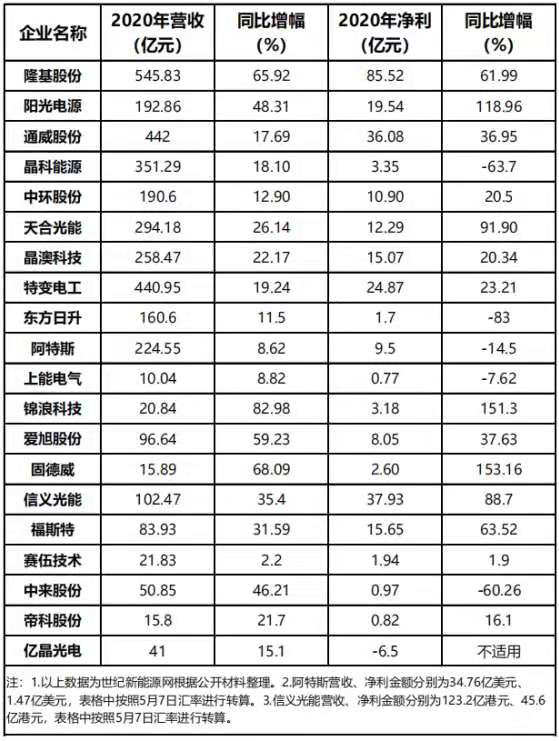 企业名称 2020年营收（亿元） 同比增幅（%） 2020年净利（亿元） 同比增幅（%）
隆基股份 545.83 65.92 85.52 61.99
阳光电源 192.86 48.31 19.54 118.96
通威股份 442 17.69 36.08 36.95
晶科能源 351.29 18.10 3.35 -63.7
中环股份 190.6 12.90 10.90 20.5
天合光能 294.18 26.14 12.29 91.90
晶澳科技 258.47 22.17 15.07 20.34
特变电工 440.95 19.24 24.87 23.21
东方日升 160.6 11.5 1.7 -83
阿特斯 224.55 8.62 9.5 -14.5
上能电气 10.04 8.82 0.77 -7.62
锦浪科技 20.84 82.98 3.18 151.3
爱旭股份 96.64 59.23 8.05 37.63
固德威 15.89 68.09 2.60 153.16
信义光能 102.47 35.4 37.93 88.7
福斯特 83.93 31.59 15.65 63.52
赛伍技术 21.83 2.2 1.94 1.9
中来股份 50.85 46.21 0.97 -60.26
帝科股份 15.8 21.7 0.82 16.1
亿晶光电 41 15.1 -6.5 不适用
注：1.以上数据为世纪新能源网根据公开材料整理。2.阿特斯营收、净利金额分别为34.76亿美元、
1.47亿美元，表格中按照5月7日汇率进行转算。3.信义光能营收、净利金额分别为123.2亿港元、45.6
亿港元，表格中按照5月7日汇率进行转算。